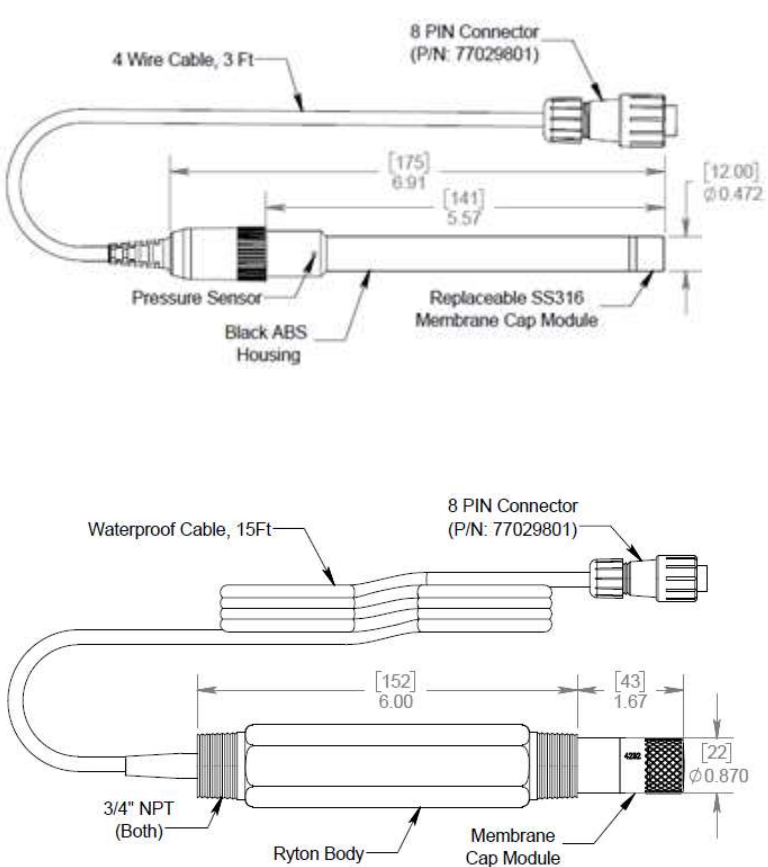 8 PIN Connector
(P/N: 77029801)
4 Wire Cable, 3 Ft
[175]
6.91
[12.00]
Ø0.472
[141]
5.57
Pressure Sensor
Replaceable SS316
Membrane Cap Module
Black ABS
Housing
8 PIN Connector
(P/N: 77029801)
Waterproof Cable, 15Ft
[152]
6.00
[43]
1.67
[22]
Ø0.870
4292
3/4" NPT
(Both)
Ryton Body
Membrane
Cap Module